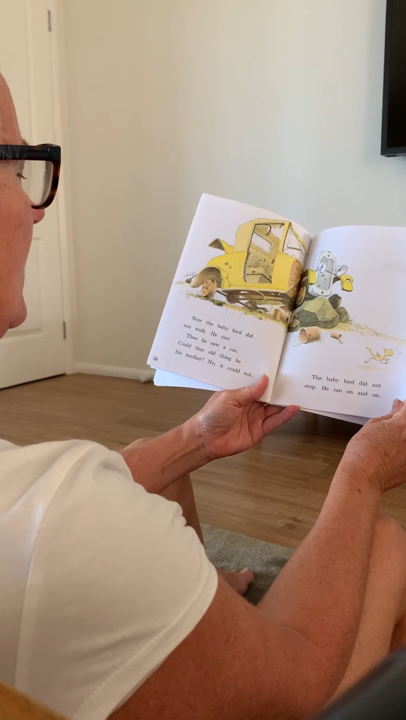 Now the baby bird did
not walk. He ran!
Then he saw a car.
Could that old thing be
his mother? No, it could not.
The baby bird did not
stop. He ran on and on.